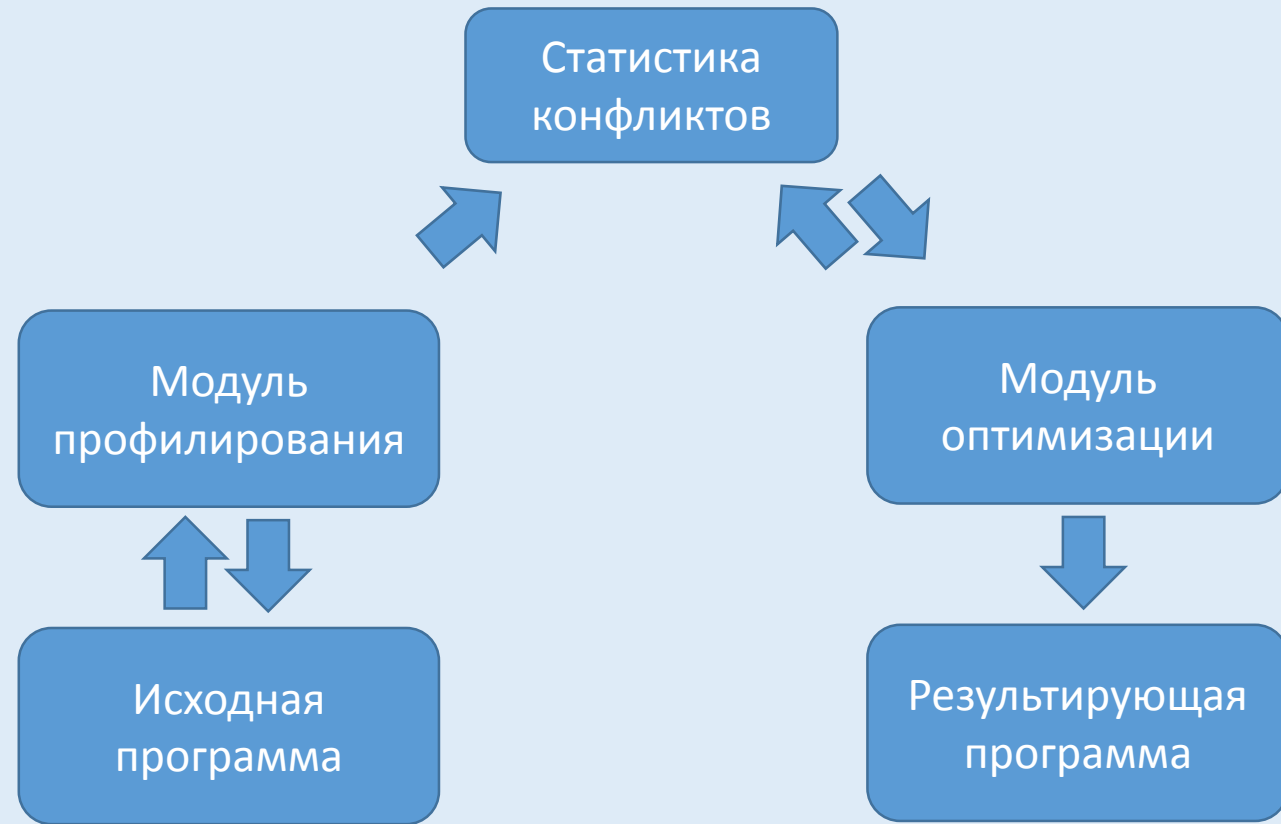 Статистика
конфликтов
Модуль
профилирования
Модуль
оптимизации
Исходная
программа
Результирующая
программа